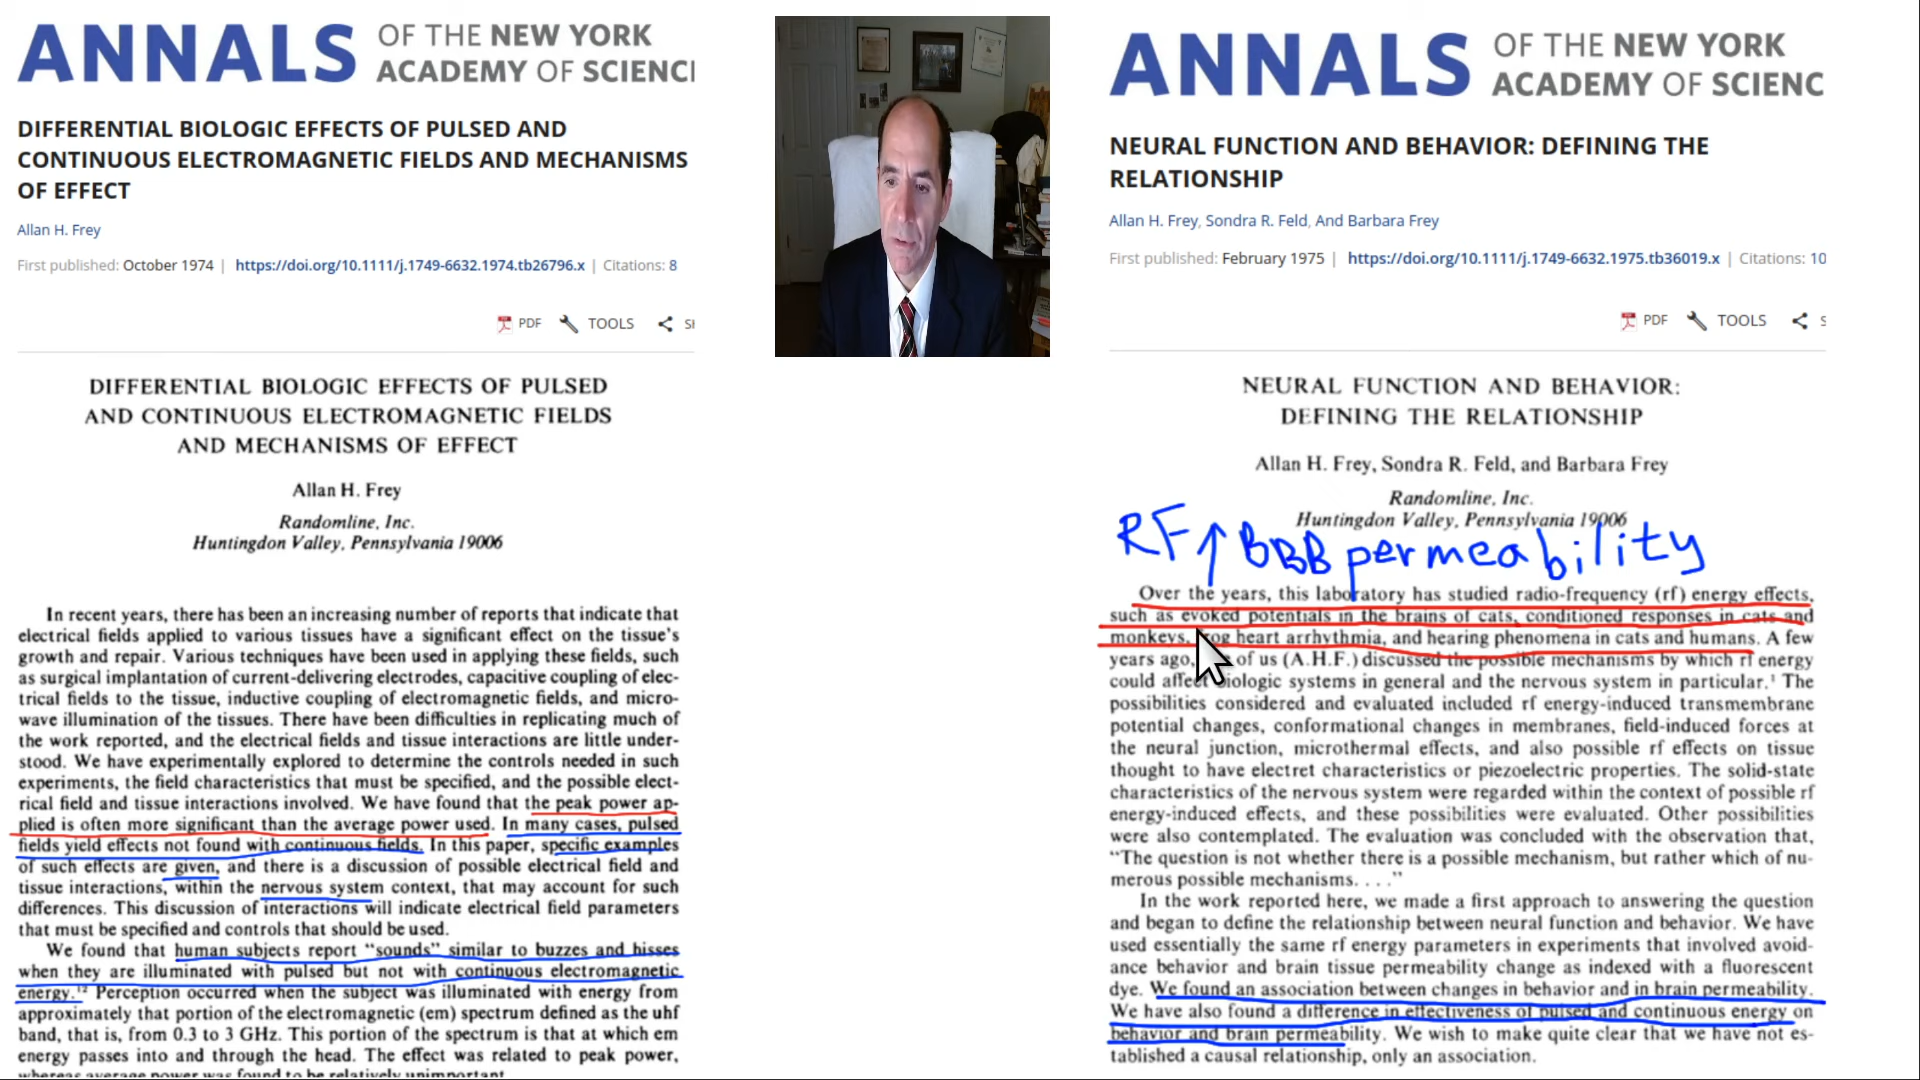 ANNALS OF THE NEW YORK
ACADEMY OF SCIENC
DIFFERENTIAL BIOLOGIC EFFECTS OF PULSED AND
CONTINUOUS ELECTROMAGNETIC FIELDS AND MECHANISMS
OF EFFECT
Allan H. Frey
First published: October 1974 | https://doi.org/10.1111/j.1749-6632.1974.tb26796.x | Citations: 8
PDF TOOLS
DIFFERENTIAL BIOLOGIC EFFECTS OF PULSED
AND CONTINUOUS ELECTROMAGNETIC FIELDS
AND MECHANISMS OF EFFECT
Allan H. Frey
Randomline, Inc.
Huntingdon Valley, Pennsylvania 19006
In recent years, there has been an increasing number of reports that indicate that
electrical fields applied to various tissues have a significant effect on the tissue's
growth and repair. Various techniques have been used in applying these fields, such
as surgical implantation of current-delivering electrodes, capacitive coupling of elec-
trical fields to the tissue, inductive coupling of electromagnetic fields, and micro-
wave illumination of the tissues. There have been difficulties in replicating much of
the work reported, and the electrical fields and tissue interactions are little under-
stood. We have experimentally explored to determine the controls needed in such
experiments, the field characteristics that must be specified, and the possible elect-
rical field and tissue interactions involved. We have found that the peak power ap-
plied is often more significant than the average power used. In many cases, pulsed
fields yield effects not found with continuous fields. In this paper, specific examples
of such effects are given, and there is a discussion of possible electrical field and
tissue interactions, within the nervous system context, that may account for such
differences. This discussion of interactions will indicate electrical field parameters
that must be specified and controls that should be used.
We found that human subjects report "sounds" similar to buzzes and hisses
when they are illuminated with pulsed but not with continuous electromagnetic
energy. Perception occurred when the subject was illuminated with energy from
approximately that portion of the electromagnetic (em) spectrum defined as the uhf
band, that is, from 0.3 to 3 GHz. This portion of the spectrum is that at which em
energy passes into and through the head. The effect was related to peak power,
whereas average power was found to be relatively unimportant.
ANNALS OF THE NEW YORK
ACADEMY OF SCIENC
NEURAL FUNCTION AND BEHAVIOR: DEFINING THE
RELATIONSHIP
Allan H. Frey, Sondra R. Feld, And Barbara Frey
First published: February 1975 | https://doi.org/10.1111/j.1749-6632.1975.tb36019.x | Citations: 10
PDF TOOLS S
NEURAL FUNCTION AND BEHAVIOR:
DEFINING THE RELATIONSHIP
Allan H. Frey, Sondra R. Feld, and Barbara Frey
Randomline, Inc.
Huntingdon Valley, Pennsylvania 19006
RF ↑ BBB permeability
Over the years, this laboratory has studied radio-frequency (rf) energy effects,
such as evoked potentials in the brains of cats, conditioned responses in cats and
monkeys, heart arrhythmia, and hearing phenomena in cats and humans. A few
years ago, of us (A.H.F.) discussed the possible mechanisms by which rf energy
could affect biologic systems in general and the nervous system in particular.¹ The
possibilities considered and evaluated included rf energy-induced transmembrane
potential changes, conformational changes in membranes, field-induced forces at
the neural junction, microthermal effects, and also possible rf effects on tissue
thought to have electret characteristics or piezoelectric properties. The solid-state
characteristics of the nervous system were regarded within the context of possible rf
energy-induced effects, and these possibilities were evaluated. Other possibilities
were also contemplated. The evaluation was concluded with the observation that,
"The question is not whether there is a possible mechanism, but rather which of nu-
merous possible mechanisms. . . ."
In the work reported here, we made a first approach to answering the question
and began to define the relationship between neural function and behavior. We have
used essentially the same rf energy parameters in experiments that involved avoid-
ance behavior and brain tissue permeability change as indexed with a fluorescent
dye. We found an association between changes in behavior and in brain permeability.
We have also found a difference in effectiveness of pulsed and continuous energy on
behavior and brain permeability. We wish to make quite clear that we have not es-
tablished a causal relationship, only an association.